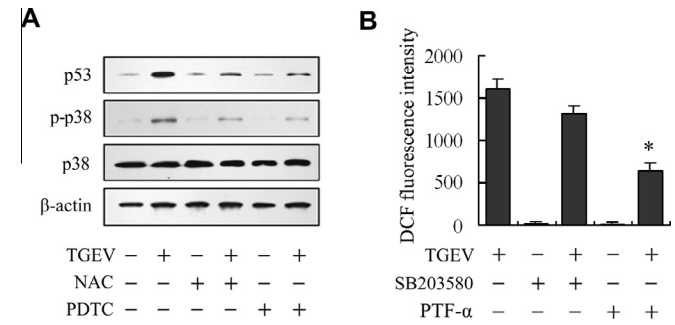 A
p53
p-p38
p38
β-actin
TGEV − + − + − +
NAC − − + + − −
PDTC − − − − + +
B
DCF fluorescence intensity
2000
1500
1000
500
0
*
TGEV + − + − +
SB203580 − + + − −
PTF-α − − − + +